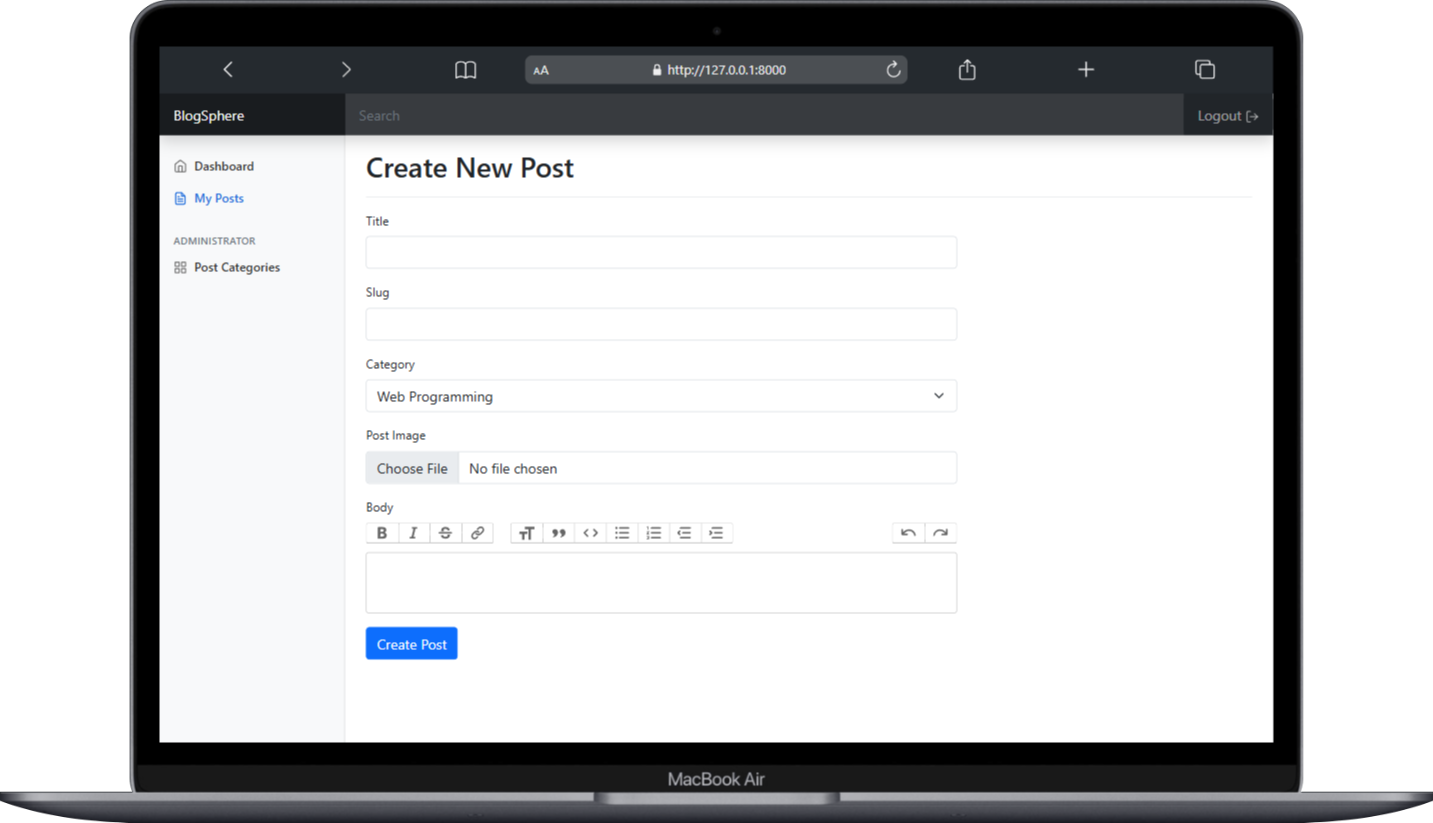 AA http://127.0.0.1:8000
BlogSphere Search Logout
Dashboard
My Posts
ADMINISTRATOR
Post Categories
Create New Post
Title
Slug
Category
Web Programming
Post Image
Choose File No file chosen
Body
B I S TT
Create Post
MacBook Air